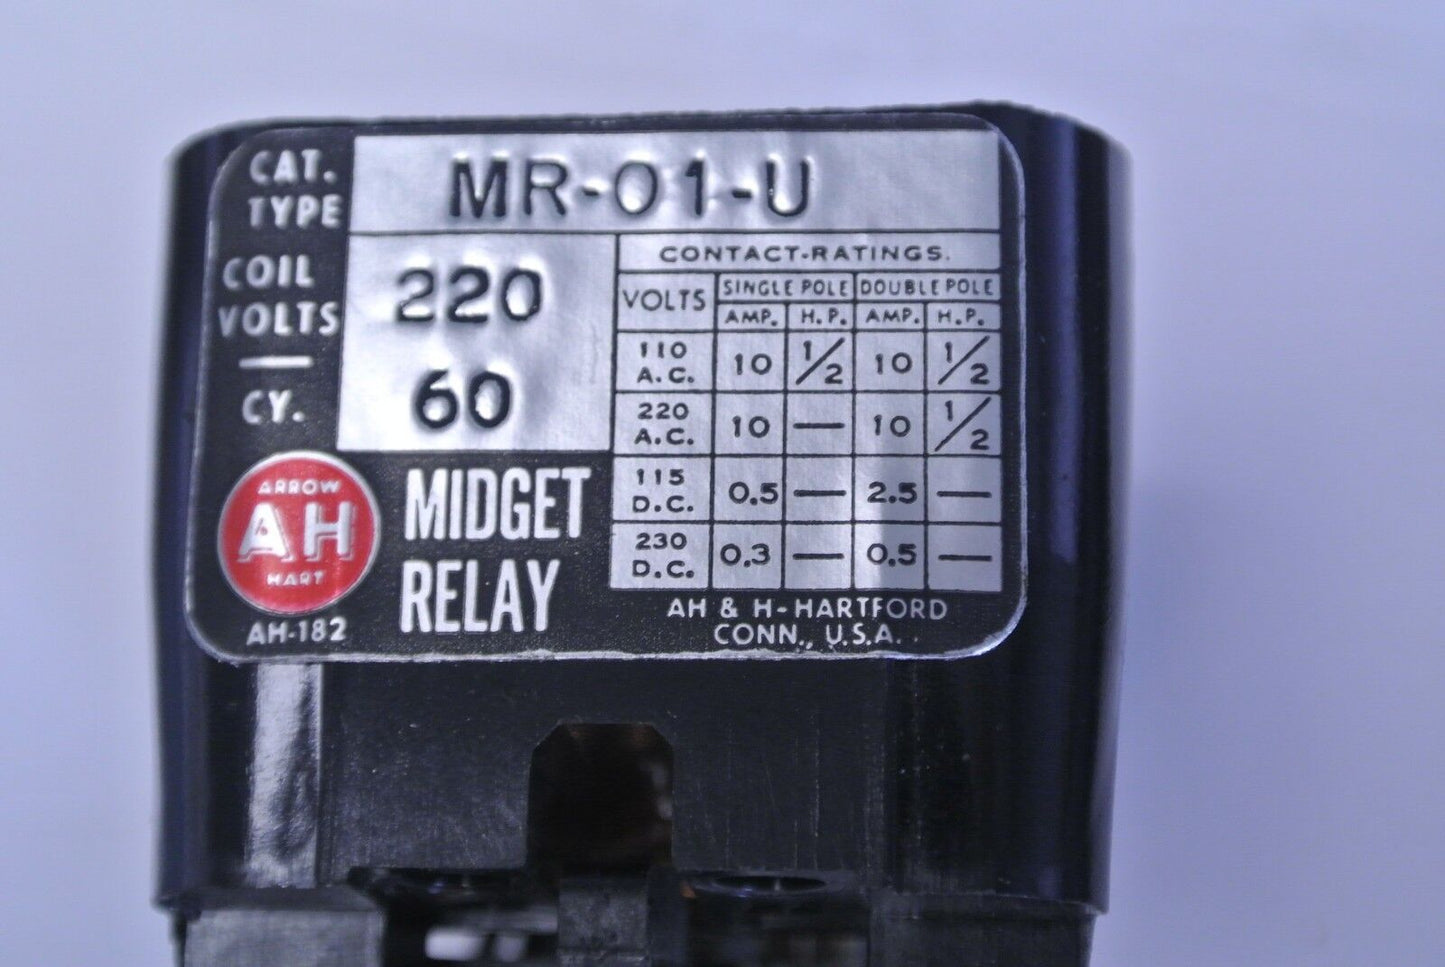 CAT. TYPE MR-01-U
COIL VOLTS 220
CY. 60
CONTACT-RATINGS.
VOLTS SINGLE POLE DOUBLE POLE
AMP. H.P. AMP. H.P.
110 A.C. 10 1/2 10 1/2
220 A.C. 10 — 10 1/2
115 D.C. 0.5 — 2.5 —
230 D.C. 0.3 — 0.5 —
ARROW
AH
HART
AH-182
MIDGET
RELAY
AH & H-HARTFORD
CONN., U.S.A.